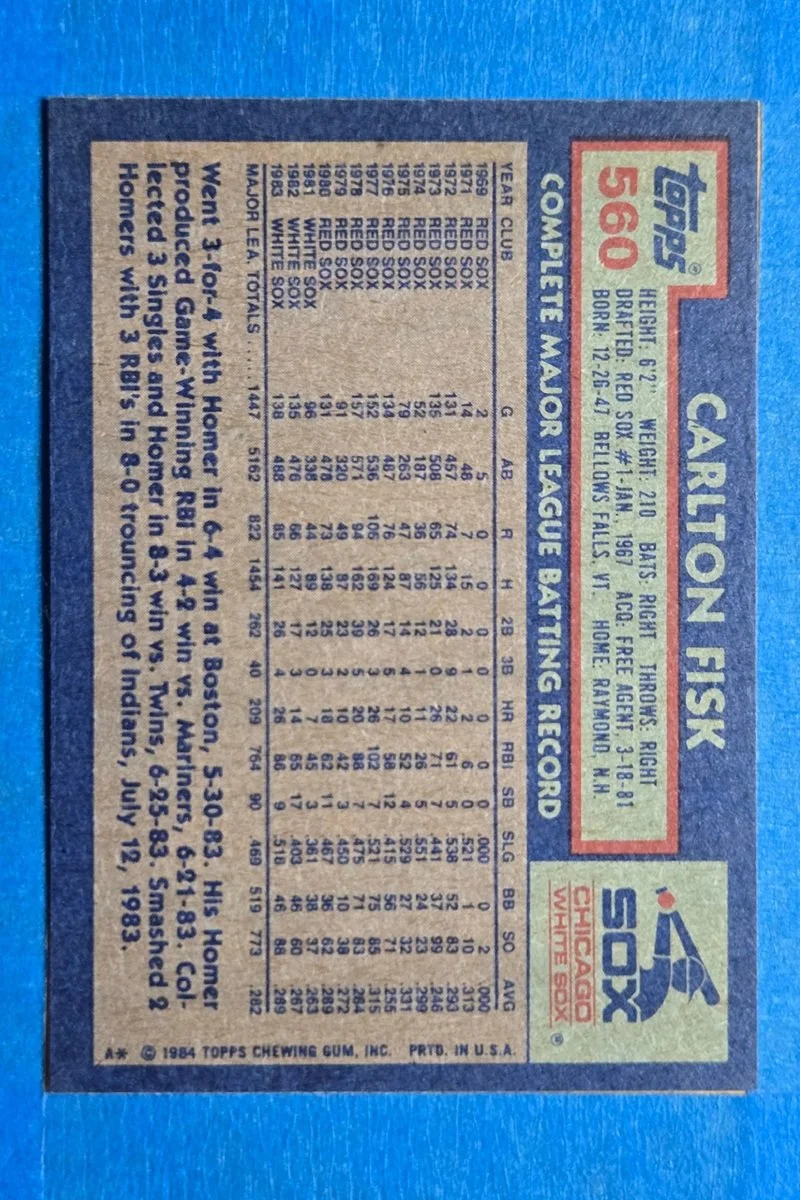 topps®
560
CARLTON FISK
HEIGHT: 6'2" WEIGHT: 210 BATS: RIGHT THROWS: RIGHT
DRAFTED: RED SOX #1-JAN., 1967 ACQ: FREE AGENT, 3-18-81
BORN: 12-26-47 BELLOWS FALLS, VT. HOME: RAYMOND, N.H.
SOX
CHICAGO
WHITE SOX ®
COMPLETE MAJOR LEAGUE BATTING RECORD
YEAR CLUB G AB R H 2B 3B HR RBI SB SLG BB SO AVG
1969 RED SOX 2 5 0 0 0 0 0 0 0 .000 0 2 .000
1971 RED SOX 14 48 7 15 2 1 2 6 0 .521 1 10 .313
1972 RED SOX 131 457 74 134 28 9 22 61 5 .538 52 83 .293
1973 RED SOX 135 508 65 125 21 0 26 71 7 .441 37 99 .246
1974 RED SOX 52 187 36 56 12 1 11 26 5 .551 24 23 .299
1975 RED SOX 79 263 47 87 14 4 10 52 4 .529 27 32 .331
1976 RED SOX 134 487 76 124 17 5 17 58 12 .415 56 71 .255
1977 RED SOX 152 536 106 169 26 3 26 102 7 .521 75 85 .315
1978 RED SOX 157 571 94 162 39 5 20 88 7 .475 71 83 .284
1979 RED SOX 91 320 49 87 23 2 10 42 3 .450 10 38 .272
1980 RED SOX 131 478 73 138 25 3 18 62 11 .467 36 62 .289
1981 WHITE SOX 96 338 44 89 12 0 7 45 3 .361 38 37 .263
1982 WHITE SOX 135 476 66 127 17 3 14 65 17 .403 46 60 .267
1983 WHITE SOX 138 488 85 141 26 4 26 86 9 .518 46 88 .289
MAJOR LEA. TOTALS ..... 1447 5162 822 1454 262 40 209 764 90 .469 519 773 .282
Went 3-for-4 with Homer in 6-4 win at Boston, 5-30-83. His Homer
produced Game-Winning RBI in 4-2 win vs. Mariners, 6-21-83. Col-
lected 3 Singles and Homer in 8-3 win vs. Twins, 6-25-83. Smashed 2
Homers with 3 RBI's in 8-0 trouncing of Indians, July 12, 1983.
A* © 1984 TOPPS CHEWING GUM, INC. PRTD. IN U.S.A.